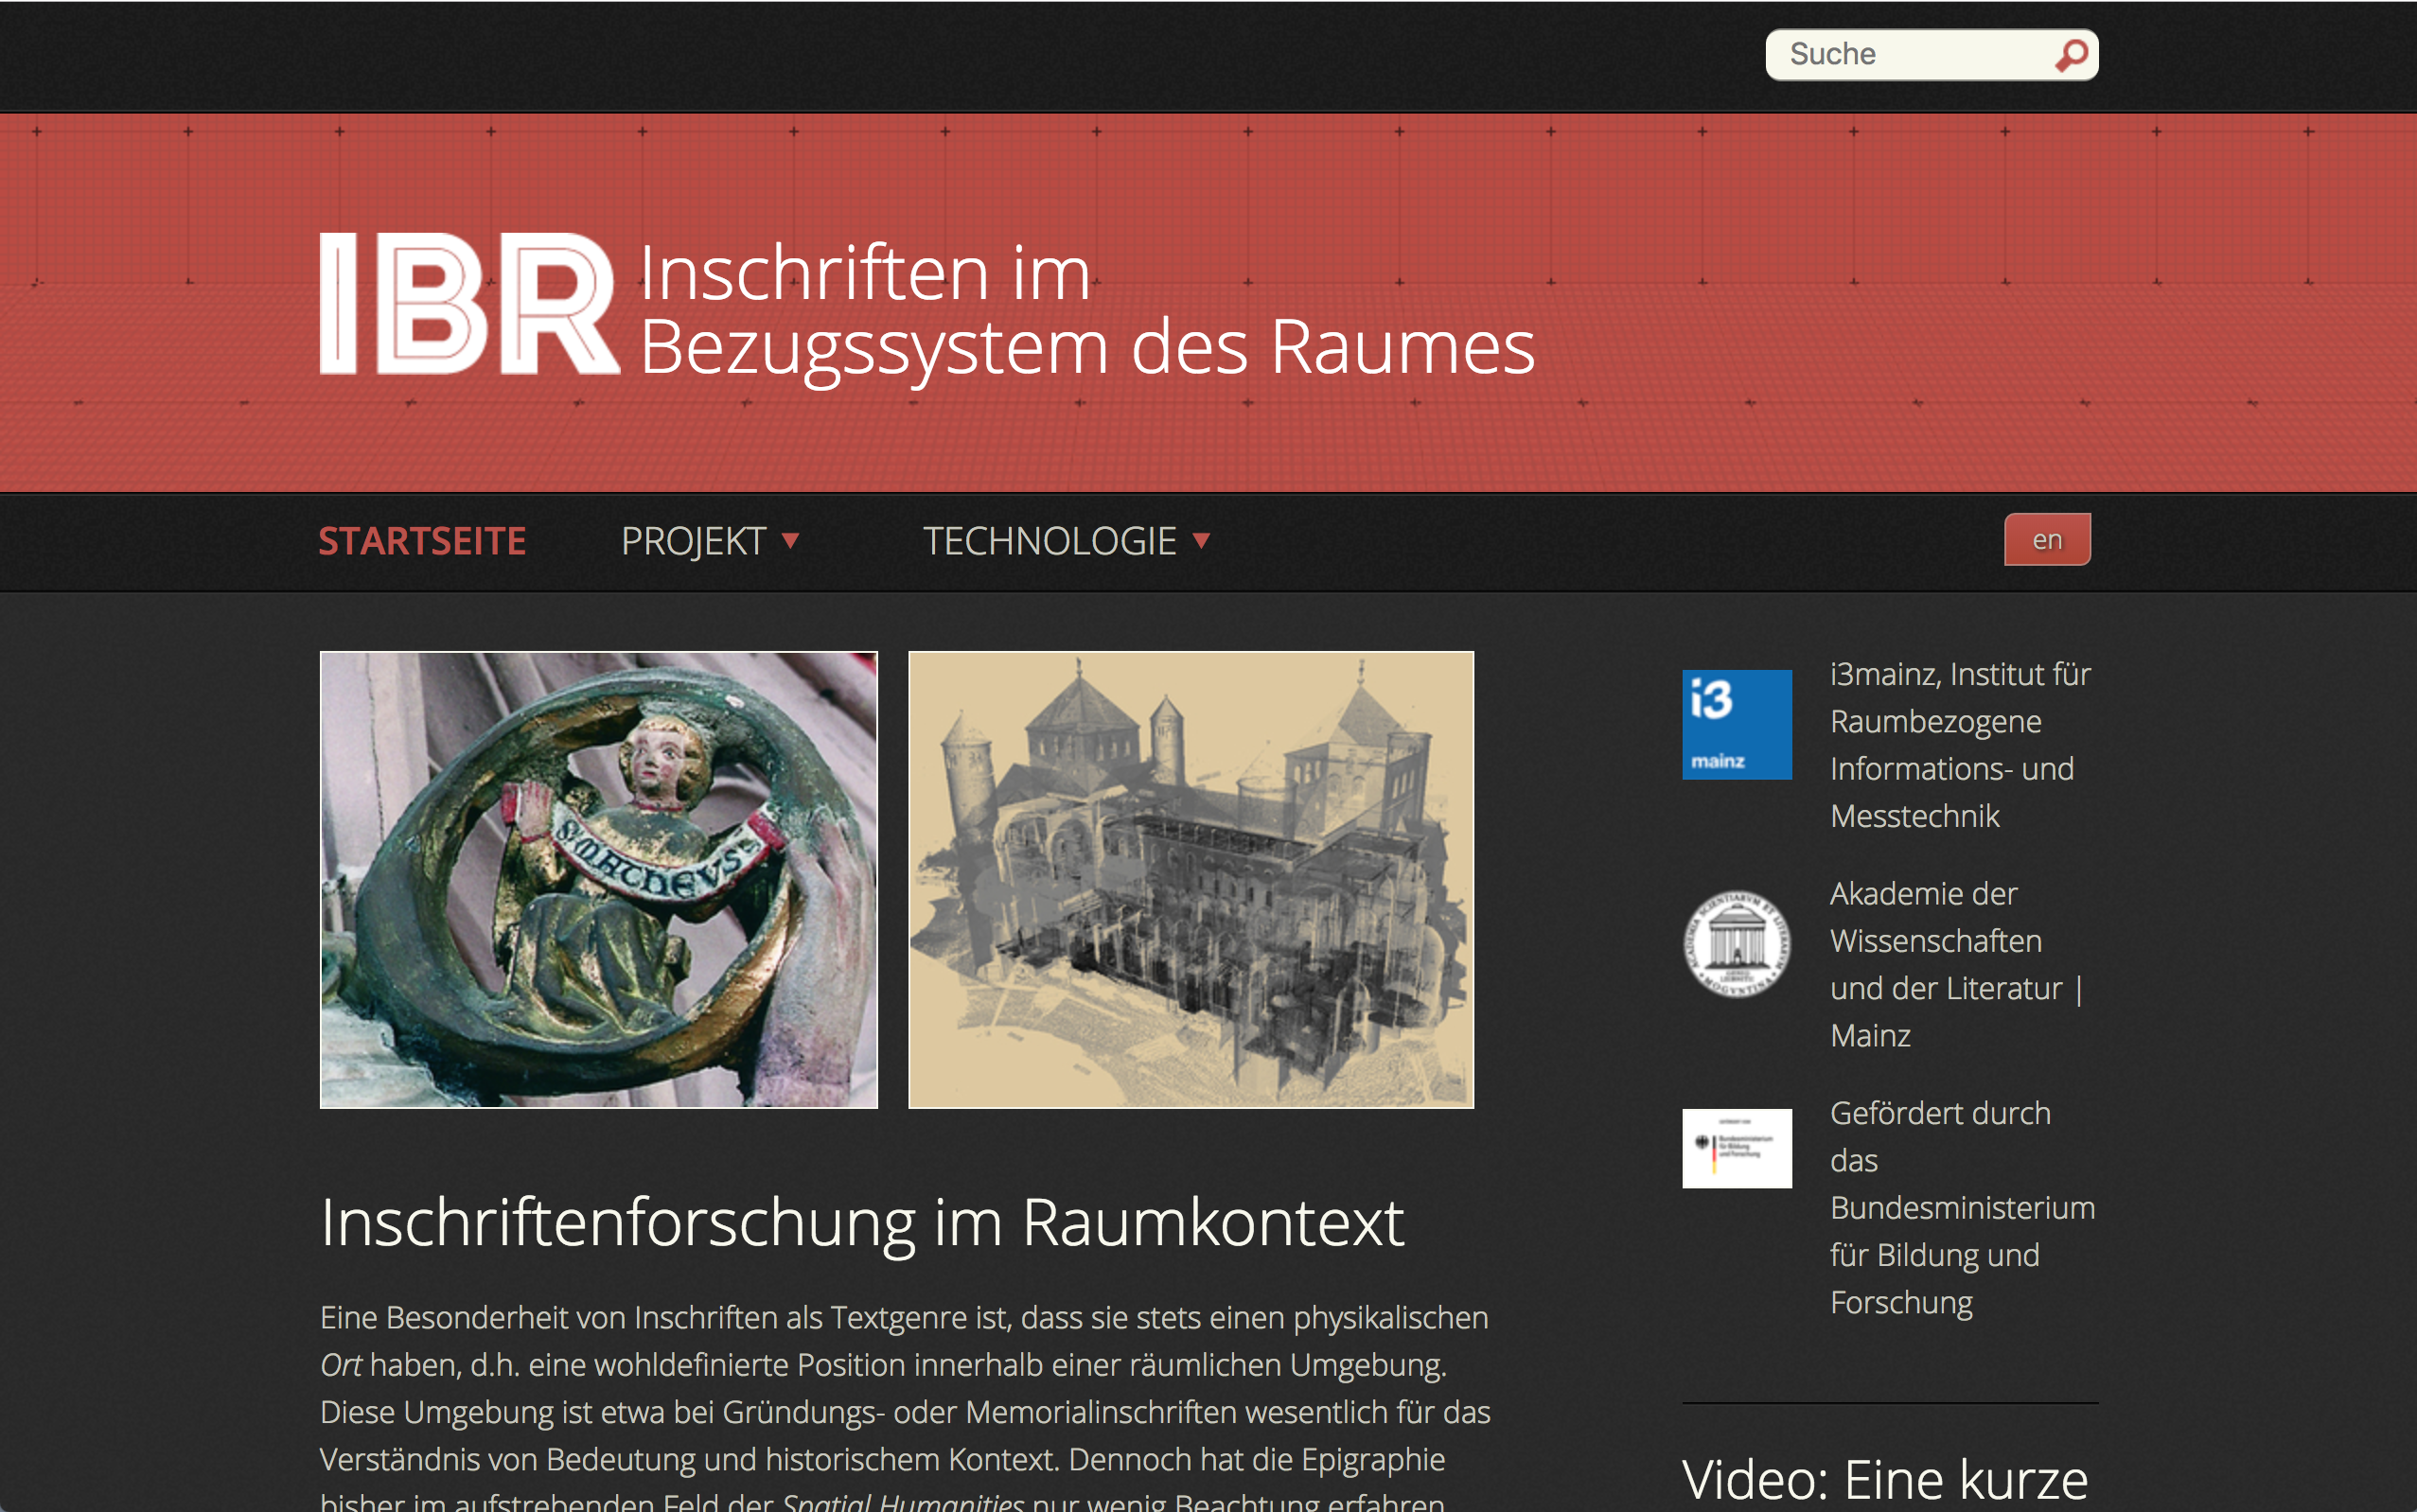 Suche
IBR
Inschriften im
Bezugssystem des Raumes
STARTSEITE
PROJEKT
TECHNOLOGIE
en
i3
mainz
i3mainz, Institut für
Raumbezogene
Informations- und
Messtechnik
Akademie der
Wissenschaften
und der Literatur |
Mainz
Gefördert durch
das
Bundesministerium
für Bildung und
Forschung
Inschriftenforschung im Raumkontext
Eine Besonderheit von Inschriften als Textgenre ist, dass sie stets einen physikalischen
Ort haben, d.h. eine wohldefinierte Position innerhalb einer räumlichen Umgebung.
Diese Umgebung ist etwa bei Gründungs- oder Memorialinschriften wesentlich für das
Verständnis von Bedeutung und historischem Kontext. Dennoch hat die Epigraphie
bisher im aufstrebenden Feld der Spatial Humanities nur wenig Beachtung erfahren.
Video: Eine kurze